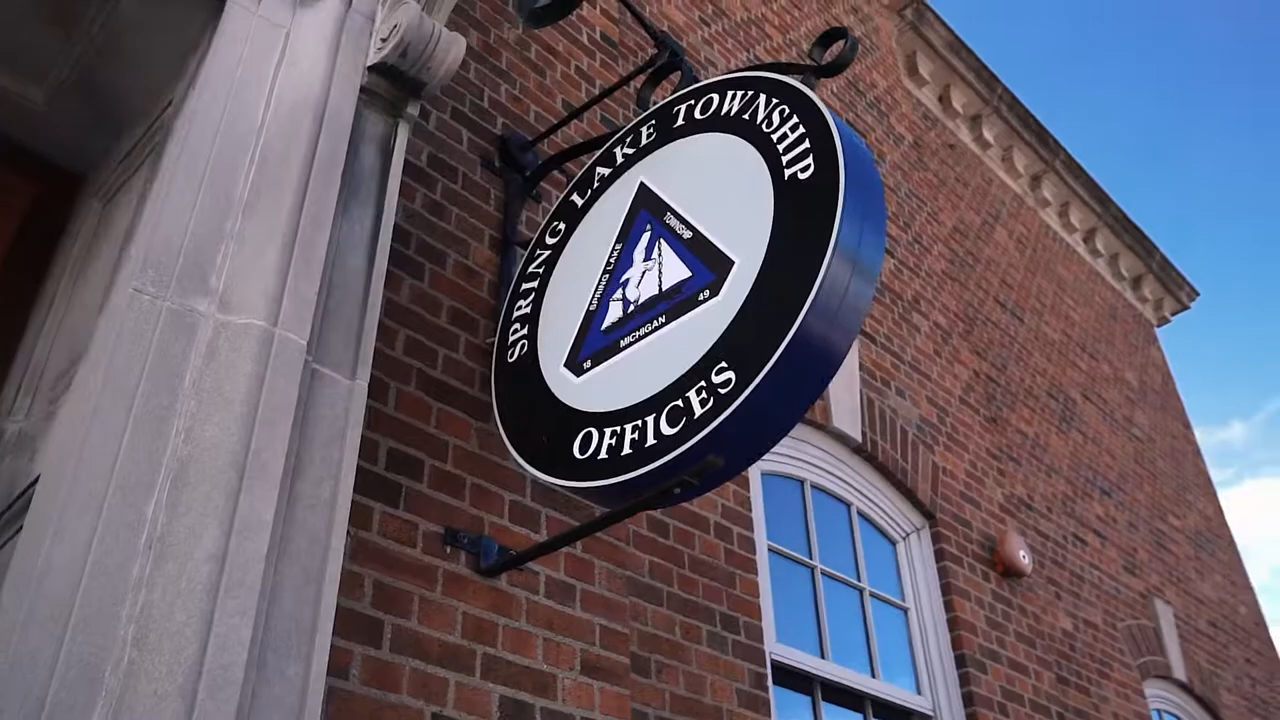 SPRING LAKE TOWNSHIP
SPRING LAKE
TOWNSHIP
18
MICHIGAN
49
OFFICES